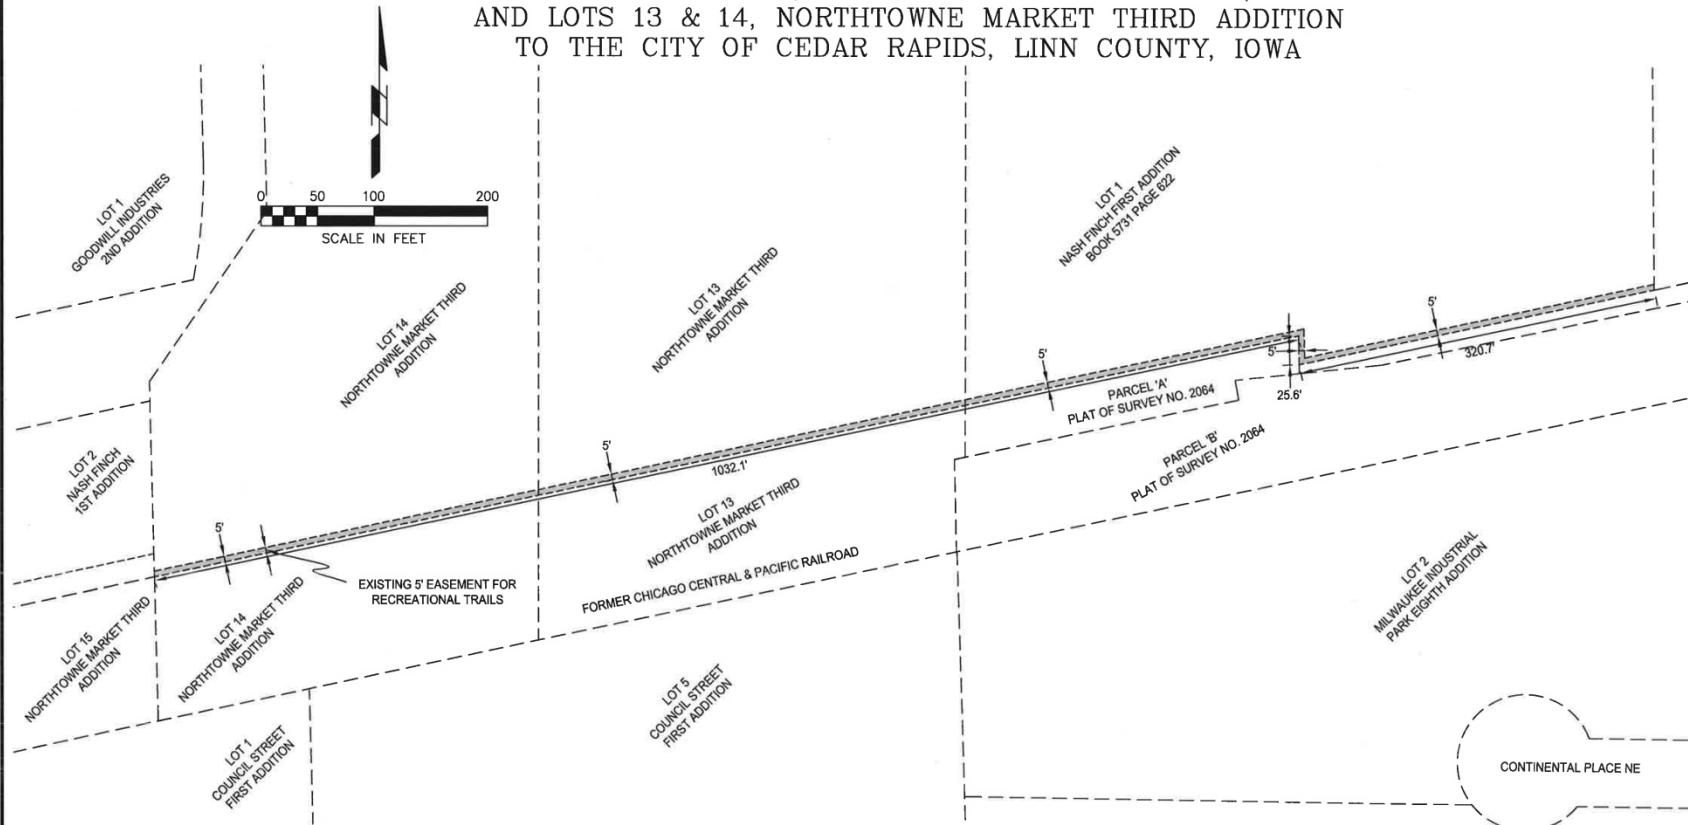 AND LOTS 13 & 14, NORTHTOWNE MARKET THIRD ADDITION
TO THE CITY OF CEDAR RAPIDS, LINN COUNTY, IOWA
0 50 100 200
SCALE IN FEET
LOT 1
GOODWILL INDUSTRIES
2ND ADDITION
LOT 14
NORTHTOWNE MARKET THIRD
ADDITION
LOT 13
NORTHTOWNE MARKET THIRD
ADDITION
LOT 1
NASH FINCH FIRST ADDITION
BOOK 5731 PAGE 622
5'
320.7'
5'
25.6'
5'
PARCEL 'A'
PLAT OF SURVEY NO. 2064
PARCEL 'B'
PLAT OF SURVEY NO. 2064
5'
1032.1'
LOT 2
NASH FINCH
1ST ADDITION
5'
EXISTING 5' EASEMENT FOR
RECREATIONAL TRAILS
LOT 13
NORTHTOWNE MARKET THIRD
ADDITION
FORMER CHICAGO CENTRAL & PACIFIC RAILROAD
LOT 15
NORTHTOWNE MARKET THIRD
ADDITION
LOT 14
NORTHTOWNE MARKET THIRD
ADDITION
LOT 2
MILWAUKEE INDUSTRIAL
PARK EIGHTH ADDITION
LOT 1
COUNCIL STREET
FIRST ADDITION
LOT 5
COUNCIL STREET
FIRST ADDITION
CONTINENTAL PLACE NE